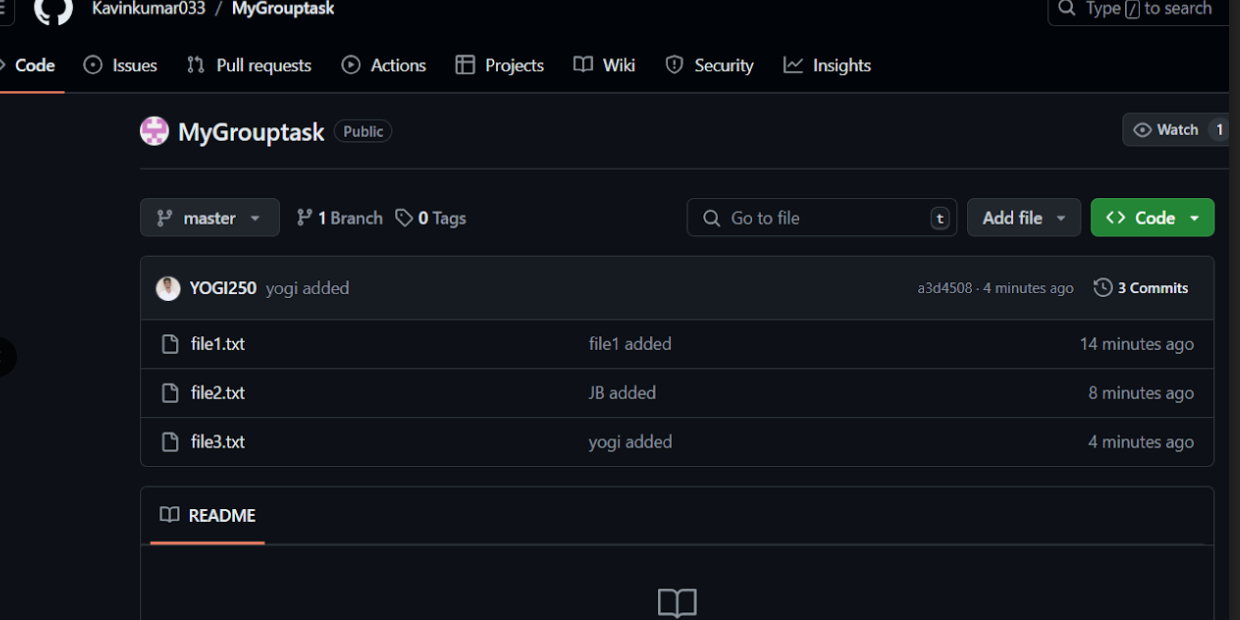 Kavinkumar033 / MyGrouptask
Type / to search
Code Issues Pull requests Actions Projects Wiki Security Insights
MyGrouptask Public
Watch 1
master 1 Branch 0 Tags
Go to file t
Add file
Code
YOGI250 yogi added a3d4508 · 4 minutes ago 3 Commits
file1.txt file1 added 14 minutes ago
file2.txt JB added 8 minutes ago
file3.txt yogi added 4 minutes ago
README